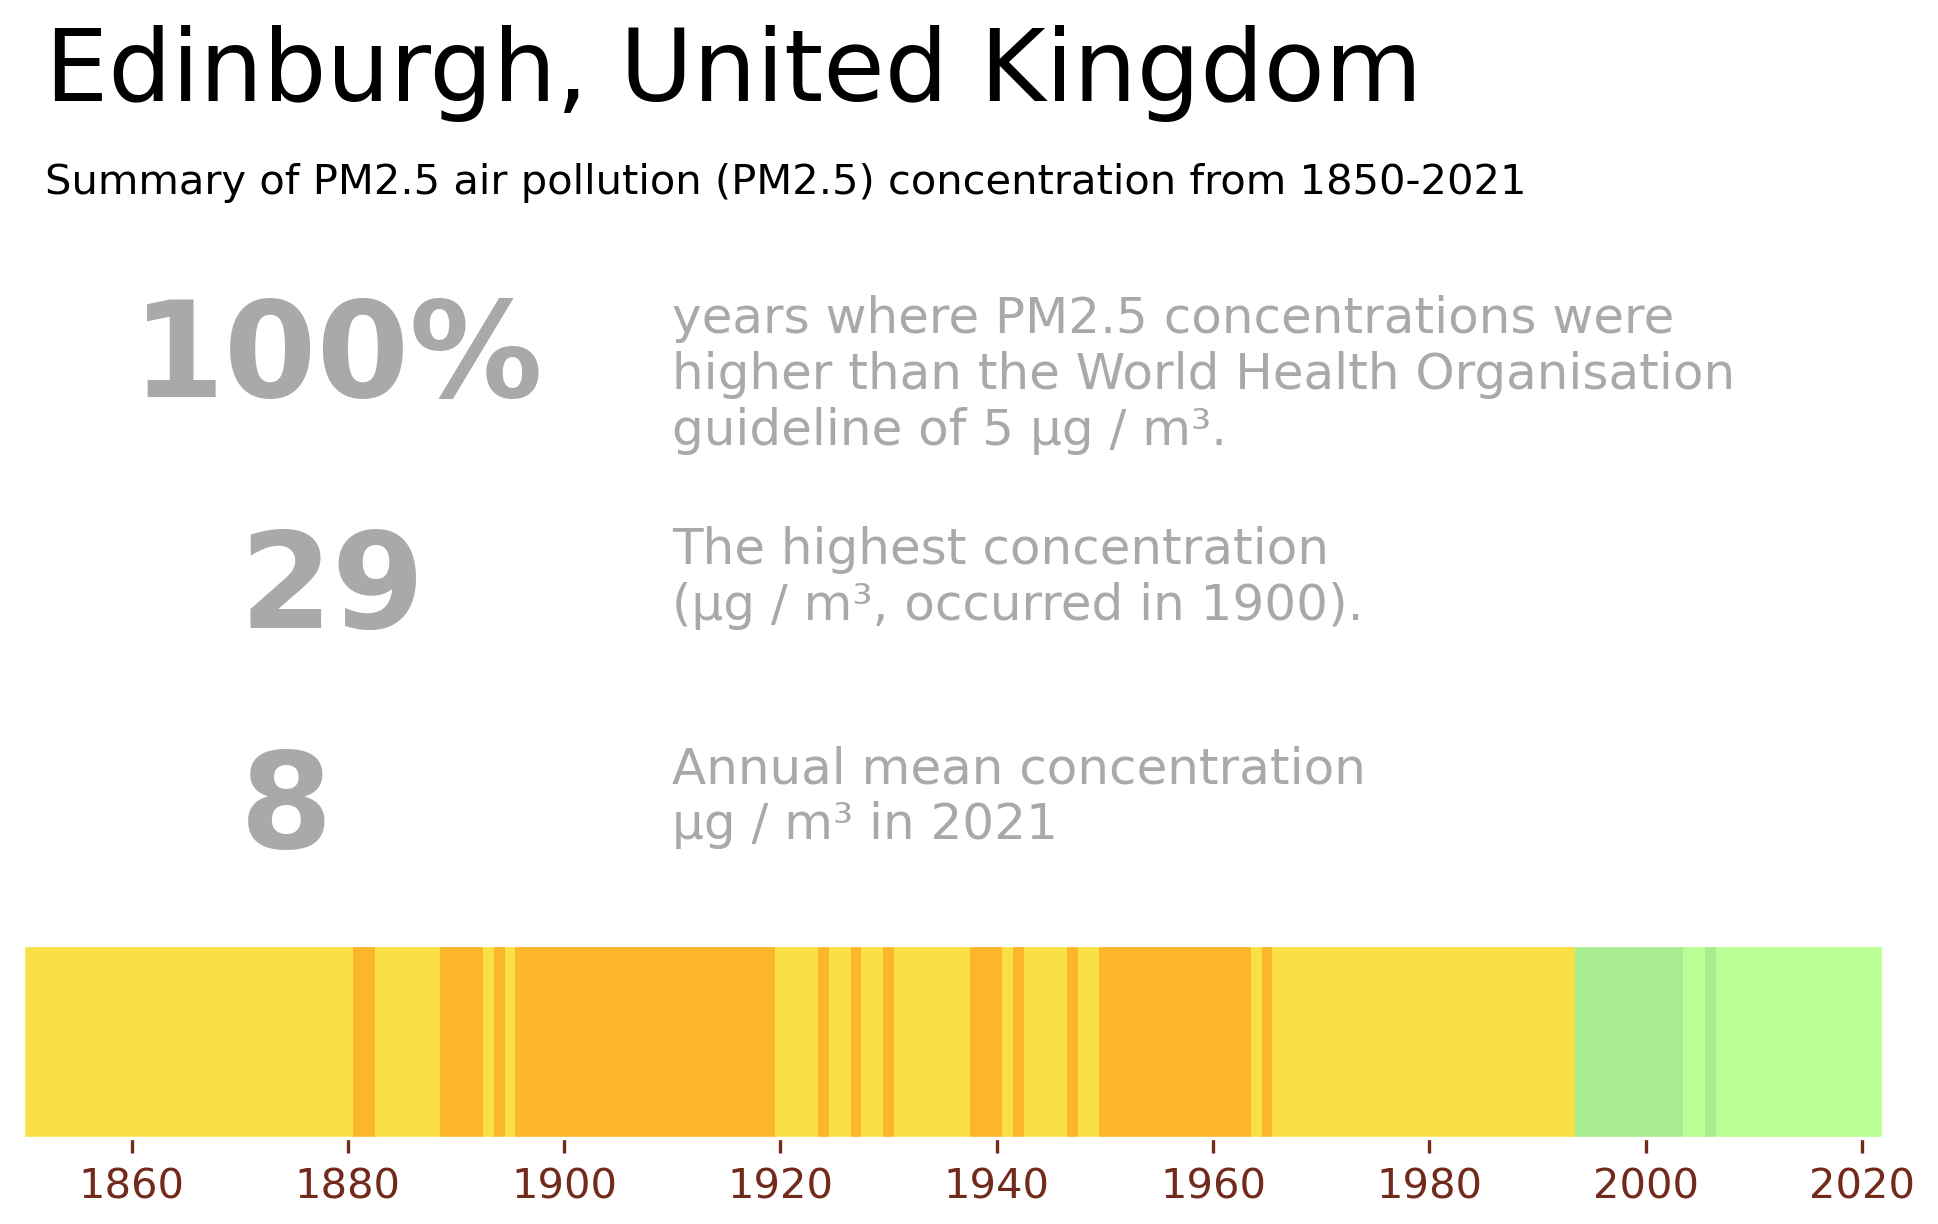 Edinburgh, United Kingdom
Summary of PM2.5 air pollution (PM2.5) concentration from 1850-2021
100%
years where PM2.5 concentrations were
higher than the World Health Organisation
guideline of 5 µg / m³.
29
The highest concentration
(µg / m³, occurred in 1900).
8
Annual mean concentration
µg / m³ in 2021
1860 1880 1900 1920 1940 1960 1980 2000 2020